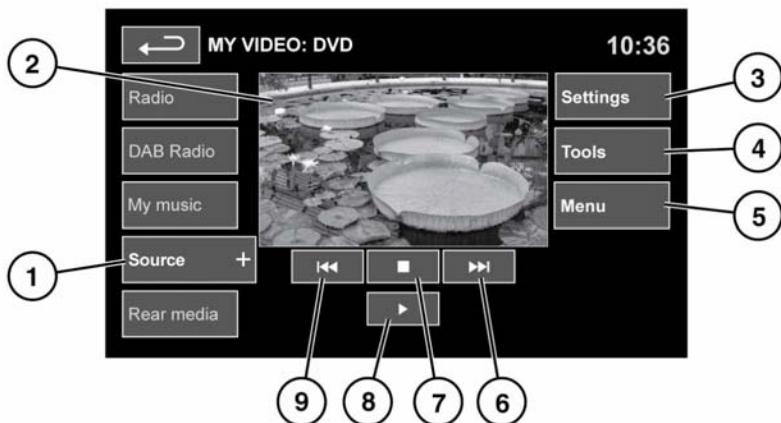 MY VIDEO: DVD
10:36
2
Radio
Settings
3
DAB Radio
Tools
4
My music
Menu
5
1
Source +
Rear media
9
8
7
6